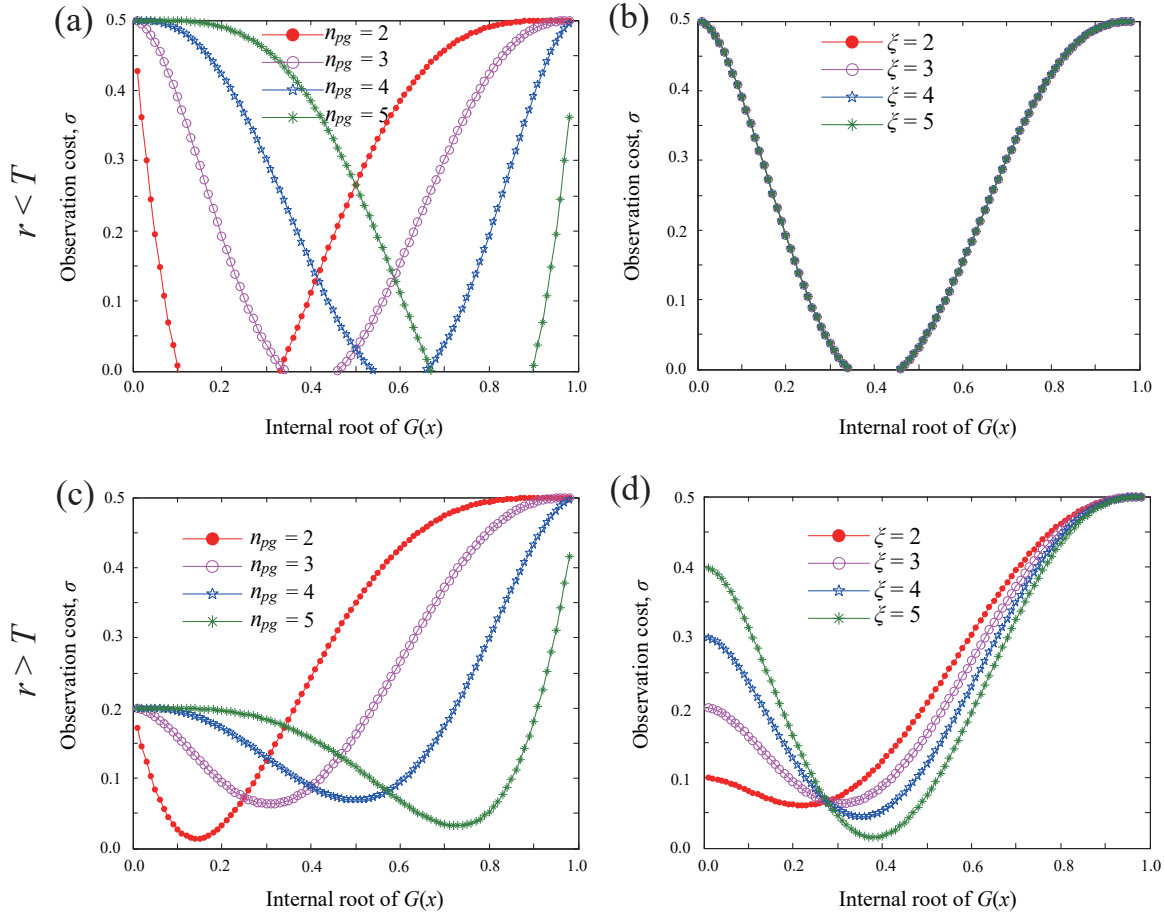 (a)
(b)
r < T
Observation cost, σ
0.5
0.4
0.3
0.2
0.1
0.0
n_pg = 2
n_pg = 3
n_pg = 4
n_pg = 5
0.0 0.2 0.4 0.6 0.8 1.0
Internal root of G(x)
Observation cost, σ
0.5
0.4
0.3
0.2
0.1
0.0
ξ = 2
ξ = 3
ξ = 4
ξ = 5
0.0 0.2 0.4 0.6 0.8 1.0
Internal root of G(x)
(c)
(d)
r > T
Observation cost, σ
0.5
0.4
0.3
0.2
0.1
0.0
n_pg = 2
n_pg = 3
n_pg = 4
n_pg = 5
0.0 0.2 0.4 0.6 0.8 1.0
Internal root of G(x)
Observation cost, σ
0.5
0.4
0.3
0.2
0.1
0.0
ξ = 2
ξ = 3
ξ = 4
ξ = 5
0.0 0.2 0.4 0.6 0.8 1.0
Internal root of G(x)